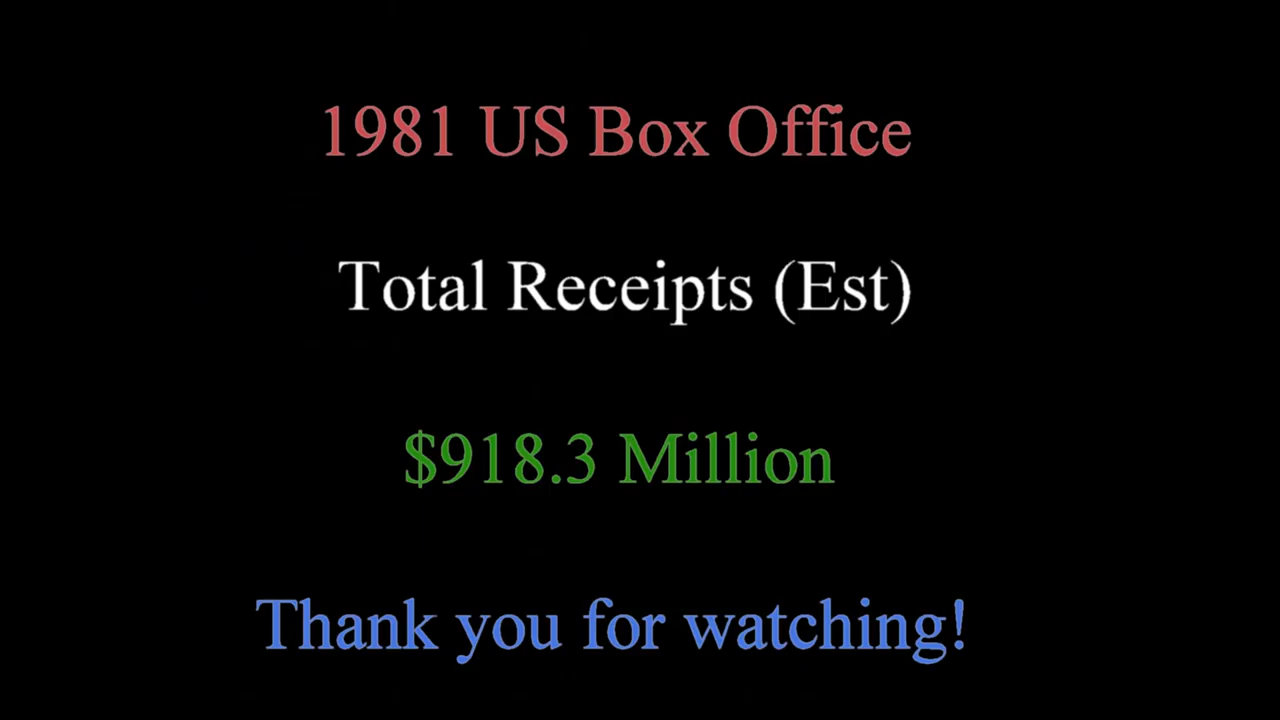 1981 US Box Office
Total Receipts (Est)
$918.3 Million
Thank you for watching!